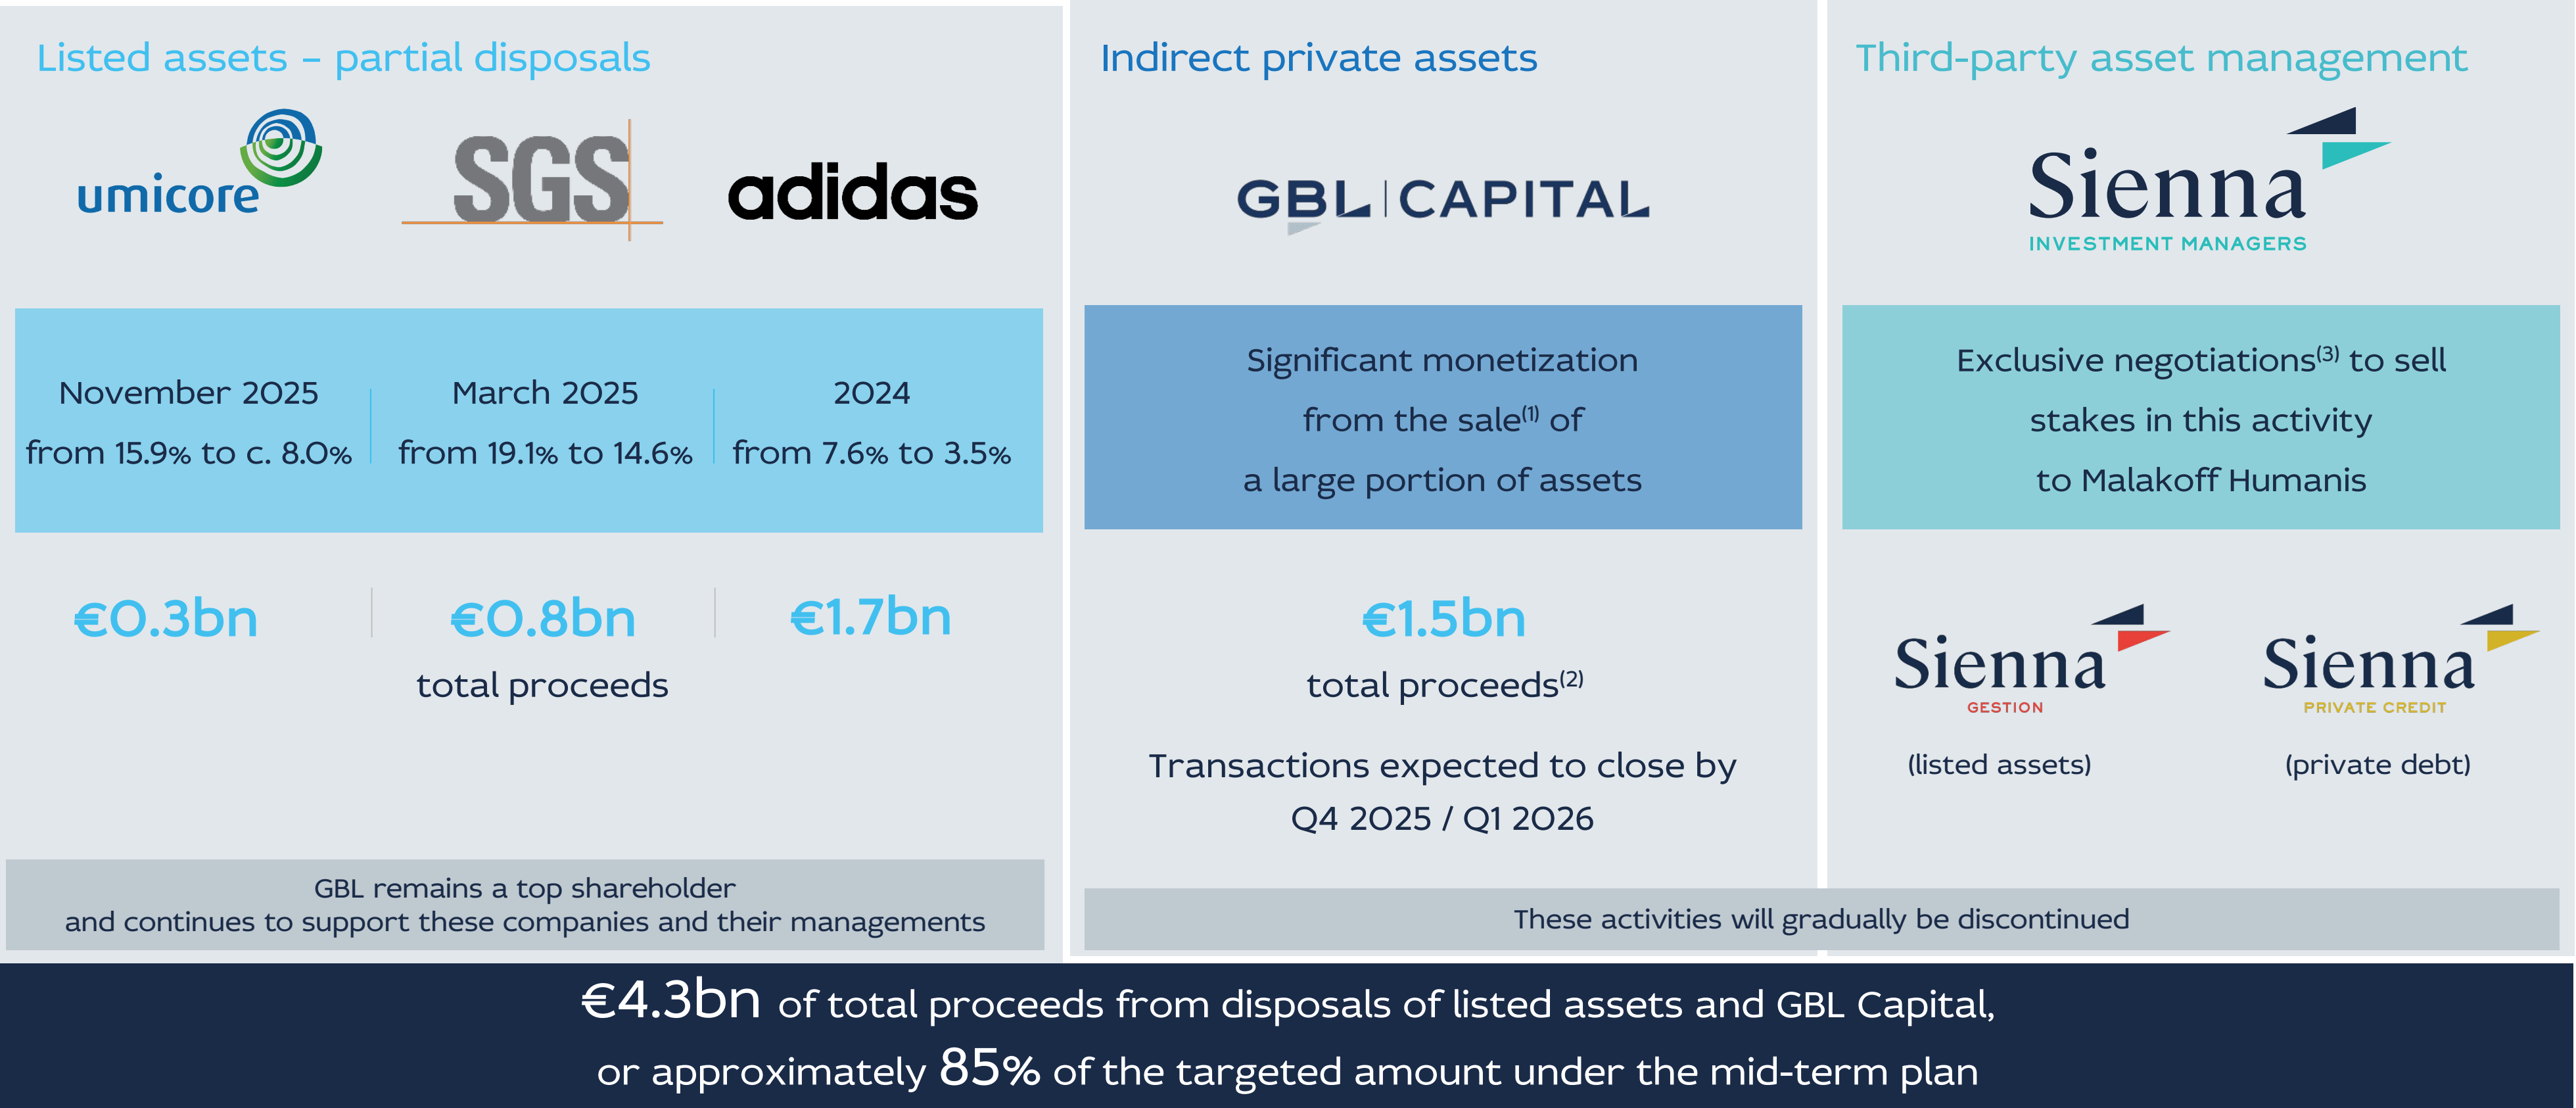 Listed assets – partial disposals
umicore
SGS
adidas
November 2025
from 15.9% to c. 8.0%
March 2025
from 19.1% to 14.6%
2024
from 7.6% to 3.5%
€0.3bn
€0.8bn
€1.7bn
total proceeds
GBL remains a top shareholder
and continues to support these companies and their managements
Indirect private assets
GBL | CAPITAL
Significant monetization
from the sale(1) of
a large portion of assets
€1.5bn
total proceeds(2)
Transactions expected to close by
Q4 2025 / Q1 2026
Third-party asset management
Sienna
INVESTMENT MANAGERS
Exclusive negotiations(3) to sell
stakes in this activity
to Malakoff Humanis
Sienna
GESTION
(listed assets)
Sienna
PRIVATE CREDIT
(private debt)
These activities will gradually be discontinued
€4.3bn of total proceeds from disposals of listed assets and GBL Capital,
or approximately 85% of the targeted amount under the mid-term plan